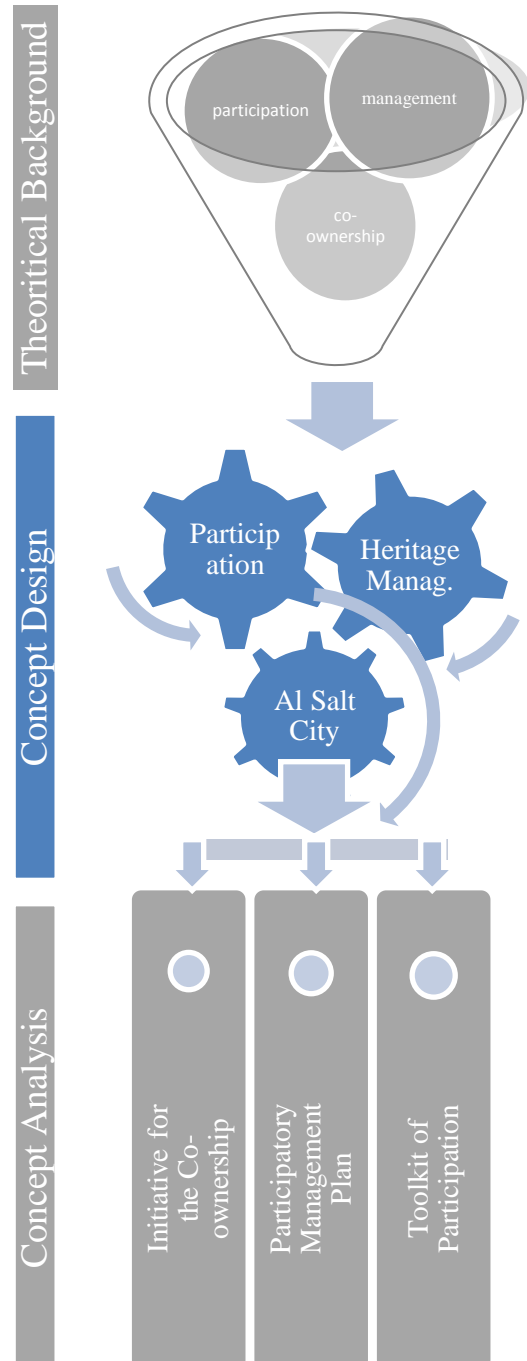 Theoritical Background
participation
management
co-
ownership
Concept Design
Particip
ation
Heritage
Manag.
Al Salt
City
Concept Analysis
Initiative for
the Co-
ownership
Participatory
Management
Plan
Toolkit of
Participation